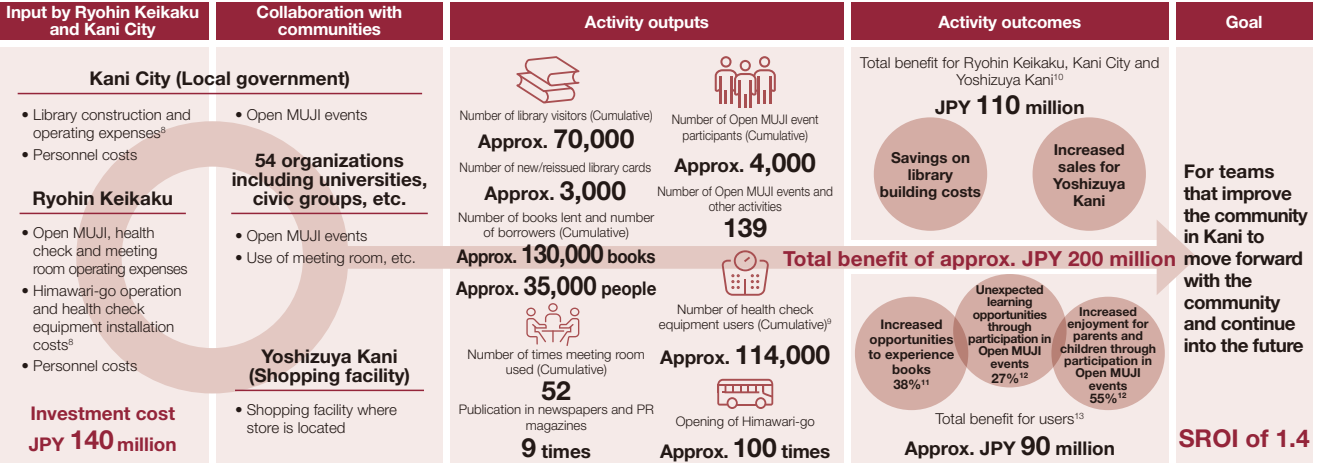 Input by Ryohin Keikaku
and Kani City
Collaboration with
communities
Activity outputs
Activity outcomes
Goal
Kani City (Local government)
• Library construction and
operating expenses8
• Personnel costs
• Open MUJI events
Ryohin Keikaku
• Open MUJI, health
check and meeting
room operating expenses
• Himawari-go operation
and health check
equipment installation
costs8
• Personnel costs
Investment cost
JPY 140 million
54 organizations
including universities,
civic groups, etc.
• Open MUJI events
• Use of meeting room, etc.
Yoshizuya Kani
(Shopping facility)
• Shopping facility where
store is located
Number of library visitors (Cumulative)
Approx. 70,000
Number of new/reissued library cards
Approx. 3,000
Number of books lent and number
of borrowers (Cumulative)
Approx. 130,000 books
Approx. 35,000 people
Number of times meeting room
used (Cumulative)
52
Publication in newspapers and PR
magazines
9 times
Number of Open MUJI event
participants (Cumulative)
Approx. 4,000
Number of Open MUJI events and
other activities
139
Number of health check
equipment users (Cumulative)9
Approx. 114,000
Opening of Himawari-go
Approx. 100 times
Total benefit for Ryohin Keikaku, Kani City and
Yoshizuya Kani10
JPY 110 million
Savings on
library
building costs
Increased
sales for
Yoshizuya
Kani
Total benefit of approx. JPY 200 million
Increased
opportunities
to experience
books
38%11
Unexpected
learning
opportunities
through
participation in
Open MUJI
events
27%12
Increased
enjoyment for
parents and
children through
participation in
Open MUJI
events
55%12
Total benefit for users13
Approx. JPY 90 million
For teams
that improve
the community
in Kani to
move forward
with the
community
and continue
into the future
SROI of 1.4